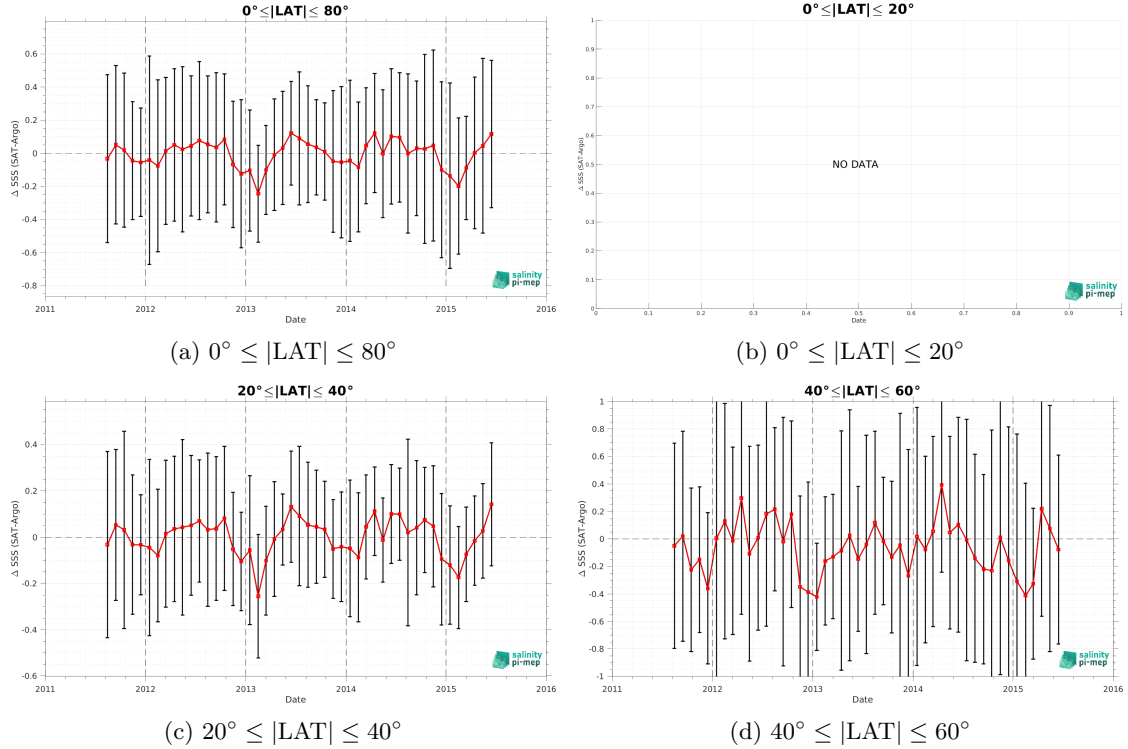 0°≤|LAT|≤ 80°
Δ SSS (SAT-Argo)
0.6
0.4
0.2
0
-0.2
-0.4
-0.6
-0.8
2011 2012 2013 2014 2015 2016
Date
salinity
pi-mep
(a) 0° ≤ |LAT| ≤ 80°
0°≤|LAT|≤ 20°
Δ SSS (SAT-Argo)
1
0.9
0.8
0.7
0.6
0.5
0.4
0.3
0.2
0.1
0
NO DATA
0 0.1 0.2 0.3 0.4 0.5 0.6 0.7 0.8 0.9 1
Date
salinity
pi-mep
(b) 0° ≤ |LAT| ≤ 20°
20°≤|LAT|≤ 40°
Δ SSS (SAT-Argo)
0.4
0.2
0
-0.2
-0.4
-0.6
2011 2012 2013 2014 2015 2016
Date
salinity
pi-mep
(c) 20° ≤ |LAT| ≤ 40°
40°≤|LAT|≤ 60°
Δ SSS (SAT-Argo)
1
0.8
0.6
0.4
0.2
0
-0.2
-0.4
-0.6
-0.8
-1
2011 2012 2013 2014 2015 2016
Date
salinity
pi-mep
(d) 40° ≤ |LAT| ≤ 60°